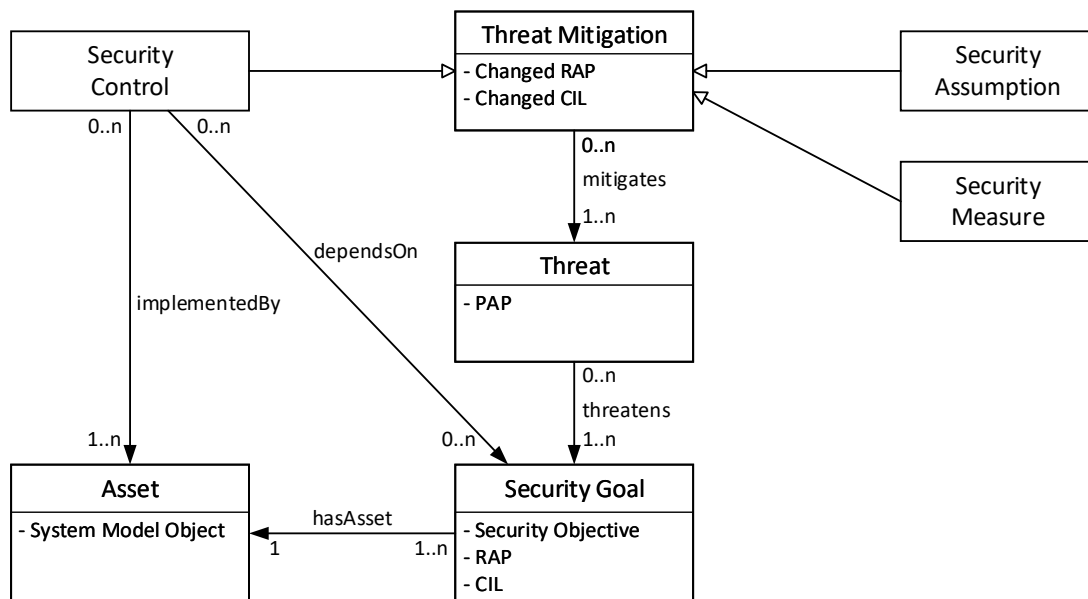 Security
Control
Threat Mitigation
- Changed RAP
- Changed CIL
Security
Assumption
Security
Measure
0..n
0..n
0..n
mitigates
1..n
dependsOn
implementedBy
Threat
- PAP
0..n
threatens
1..n
0..n
1..n
Asset
- System Model Object
hasAsset
1
1..n
Security Goal
- Security Objective
- RAP
- CIL